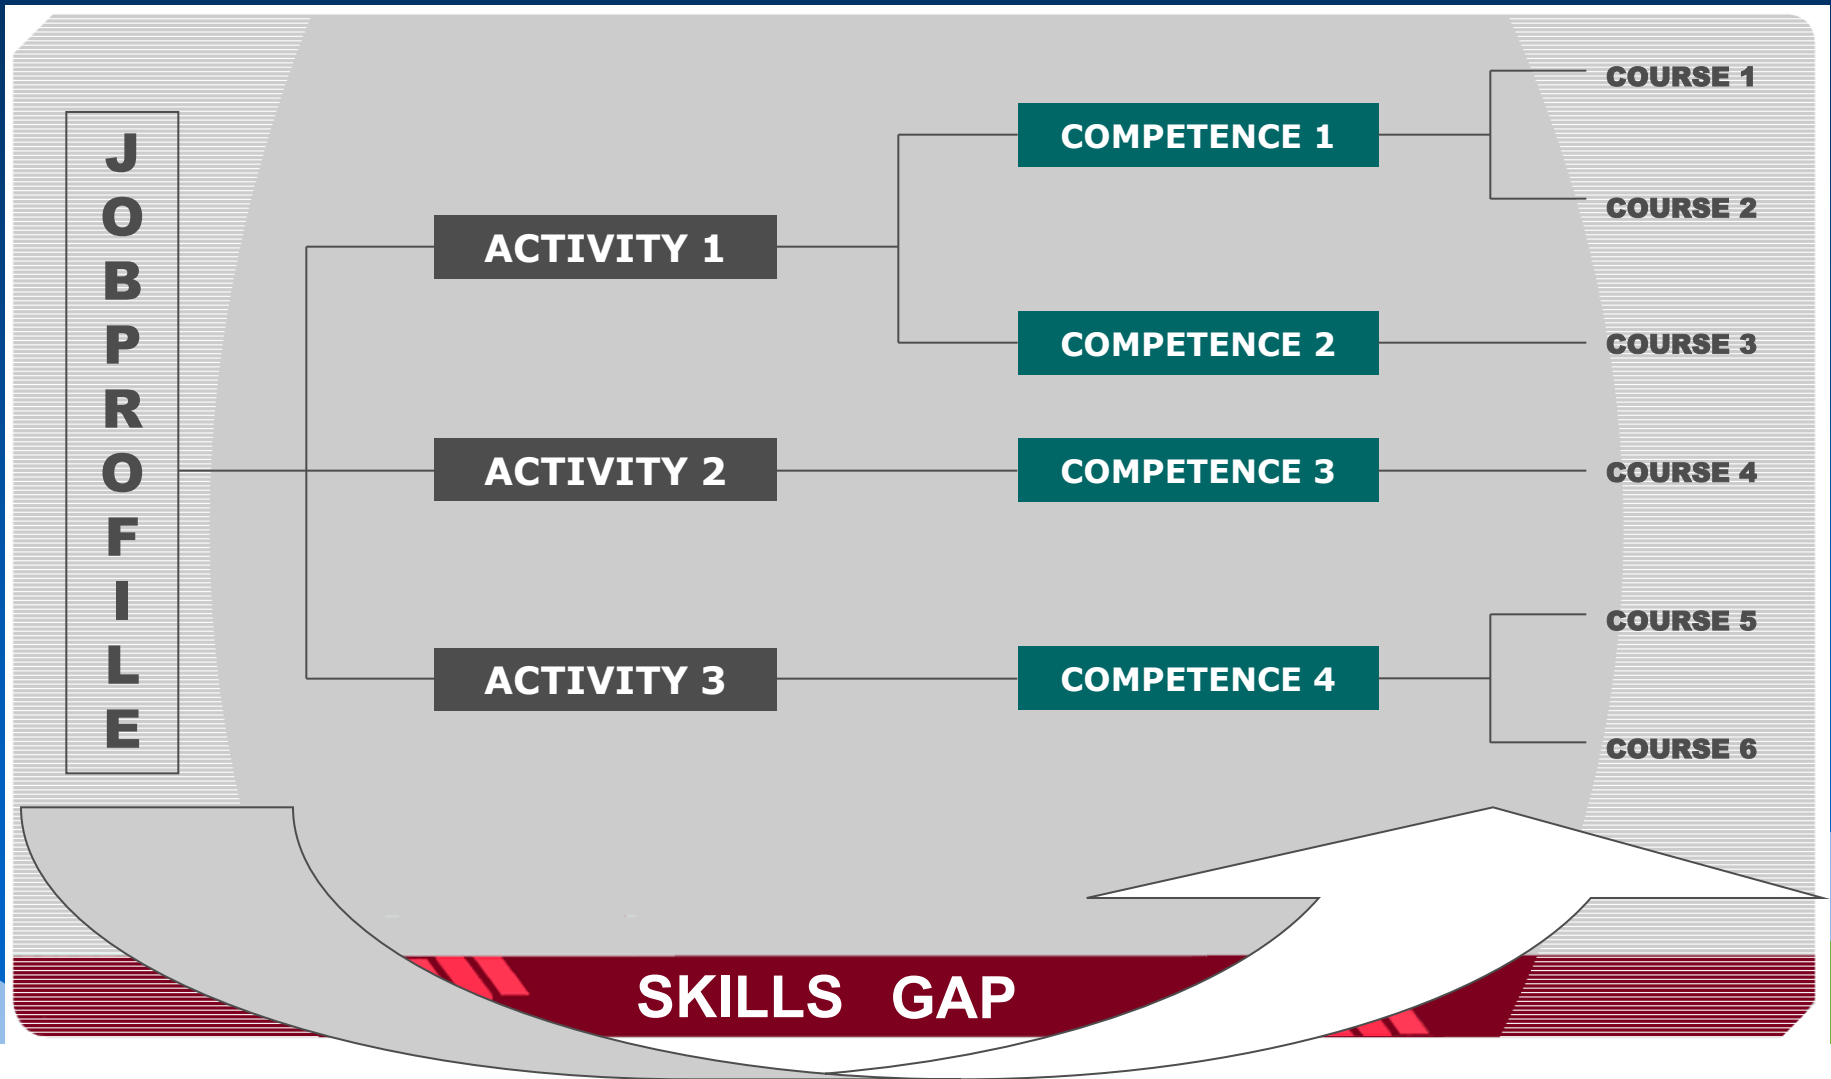 JOBPROFILE
ACTIVITY 1
ACTIVITY 2
ACTIVITY 3
COMPETENCE 1
COMPETENCE 2
COMPETENCE 3
COMPETENCE 4
COURSE 1
COURSE 2
COURSE 3
COURSE 4
COURSE 5
COURSE 6
SKILLS GAP